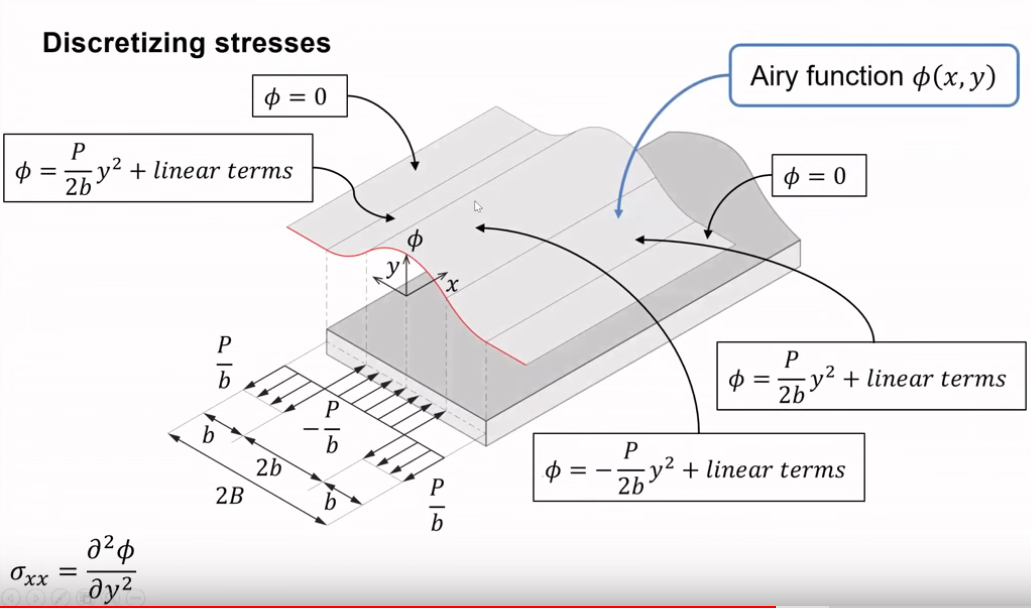 Discretizing stresses
Airy function ϕ(x, y)
ϕ = 0
ϕ = P/2b y² + linear terms
ϕ = 0
ϕ
y
x
P/b
−P/b
b
2b
b
2B
P/b
ϕ = P/2b y² + linear terms
ϕ = −P/2b y² + linear terms
σxx = ∂²ϕ/∂y²